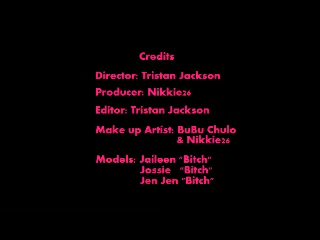 Credits
Director: Tristan Jackson
Producer: Nikkie26
Editor: Tristan Jackson
Make up Artist: BuBu Chulo
& Nikkie26
Models: Jaileen "Bitch"
Jossie "Bitch"
Jen Jen "Bitch"